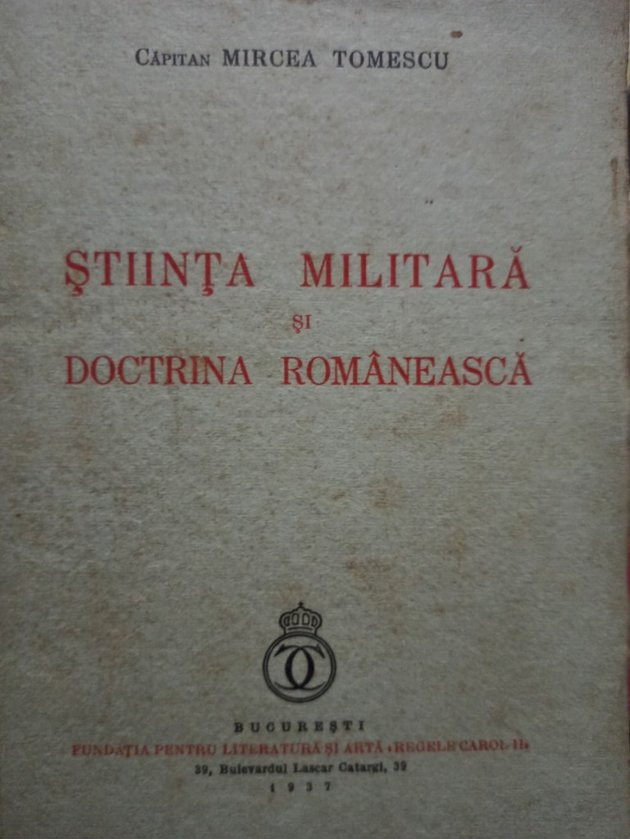 CĂPITAN MIRCEA TOMESCU
ŞTIINŢA MILITARĂ
ŞI
DOCTRINA ROMÂNEASCĂ
BUCUREŞTI
FUNDAŢIA PENTRU LITERATURĂ ŞI ARTĂ «REGELE CAROL II»
39, Bulevardul Lascar Catargi, 39
1937